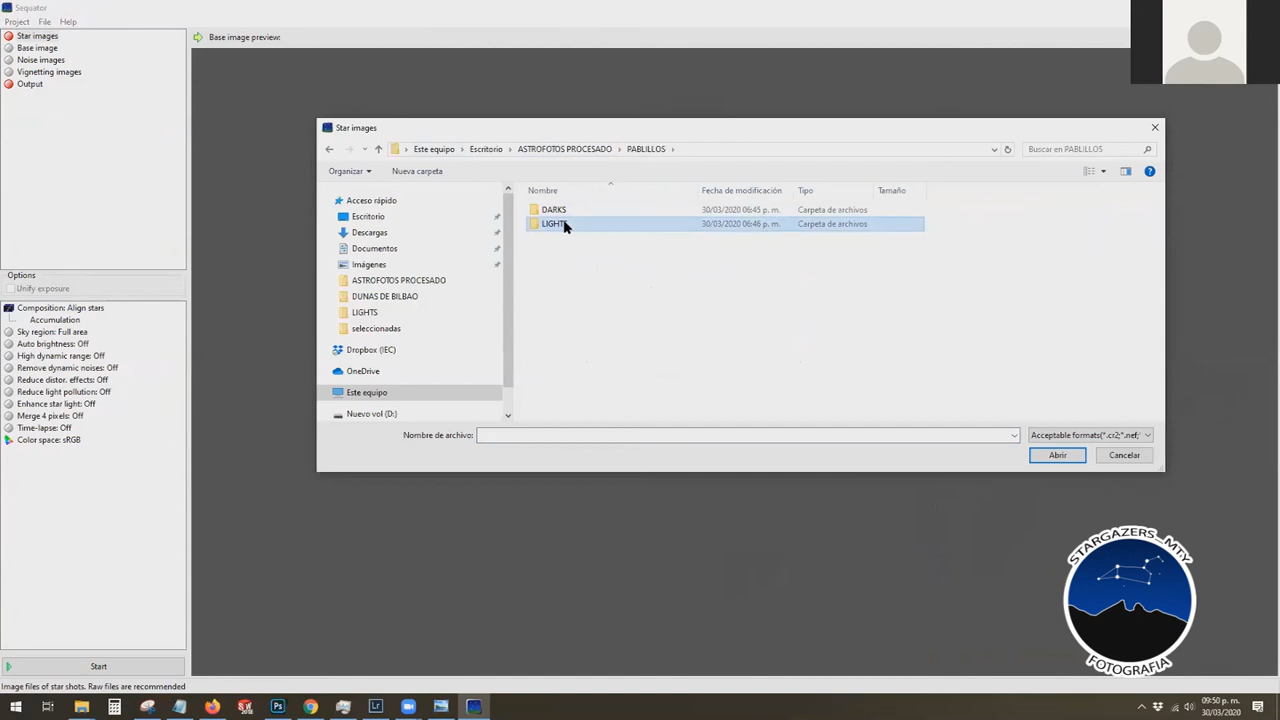 Sequator
Project File Help
Star images
Base image
Noise images
Vignetting images
Output
Options
Unify exposure
Composition: Align stars
Accumulation
Sky region: Full area
Auto brightness: Off
High dynamic range: Off
Remove dynamic noises: Off
Reduce distor. effects: Off
Reduce light pollution: Off
Enhance star light: Off
Merge 4 pixels: Off
Time-lapse: Off
Color space: sRGB
Start
Image files of star shots. Raw files are recommended
Base image preview:
Star images
Este equipo > Escritorio > ASTROFOTOS PROCESADO > PABLILLOS >
Buscar en PABLILLOS
Organizar
Nueva carpeta
Acceso rápido
Escritorio
Descargas
Documentos
Imágenes
ASTROFOTOS PROCESADO
DUNAS DE BILBAO
LIGHTS
seleccionadas
Dropbox (IEC)
OneDrive
Este equipo
Nuevo vol (D:)
Nombre Fecha de modificación Tipo Tamaño
DARKS 30/03/2020 06:45 p. m. Carpeta de archivos
LIGHTS 30/03/2020 06:46 p. m. Carpeta de archivos
Nombre de archivo:
Acceptable formats(*.cr2;*.nef;
Abrir
Cancelar
STARGAZERS_MTY
FOTOGRAFIA
09:50 p. m.
30/03/2020